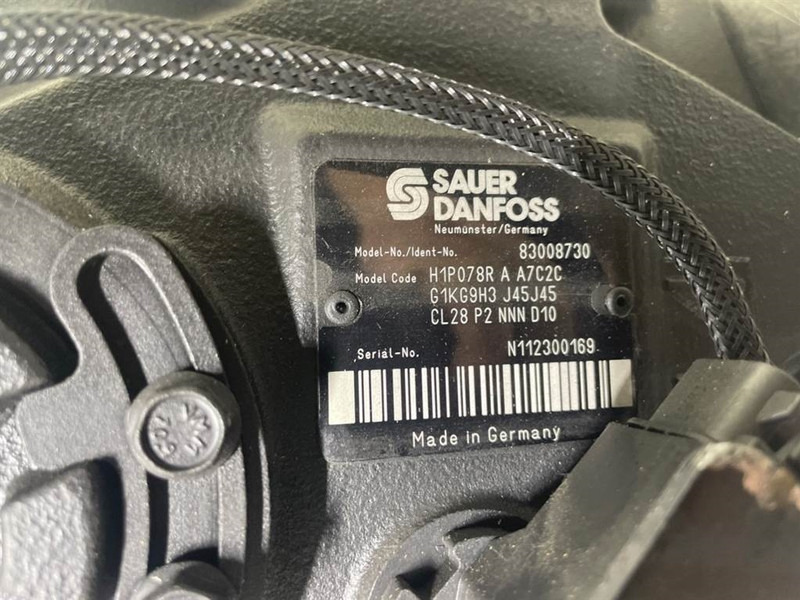 SAUER
DANFOSS
Neumünster/Germany
Model-No./Ident-No. 83008730
Model Code H1P078R A A7C2C
G1KG9H3 J45J45
CL28 P2 NNN D10
Serial-No. N112300169
Made in Germany